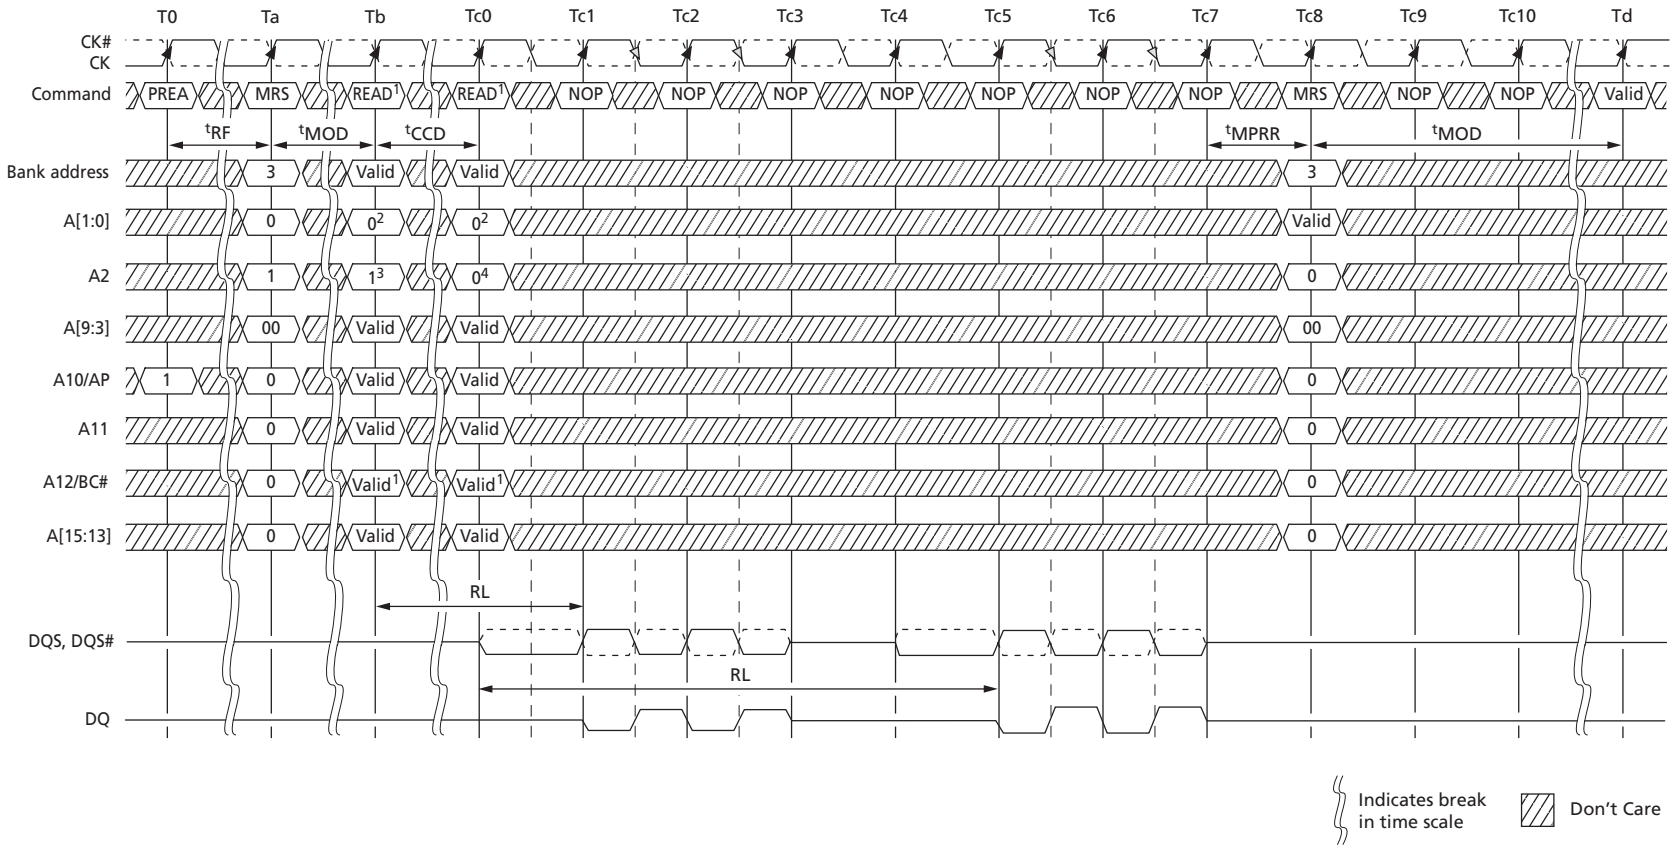 T0 Ta Tb Tc0 Tc1 Tc2 Tc3 Tc4 Tc5 Tc6 Tc7 Tc8 Tc9 Tc10 Td
CK#
CK
Command PREA MRS READ¹ READ¹ NOP NOP NOP NOP NOP NOP NOP MRS NOP NOP Valid
tRF tMOD tCCD tMPRR tMOD
Bank address 3 Valid Valid 3
A[1:0] 0 0² 0² Valid
A2 1 1³ 0⁴ 0
A[9:3] 00 Valid Valid 00
A10/AP 1 0 Valid Valid 0
A11 0 Valid Valid 0
A12/BC# 0 Valid¹ Valid¹ 0
A[15:13] 0 Valid Valid 0
RL
DQS, DQS#
RL
DQ
Indicates break
in time scale
Don't Care